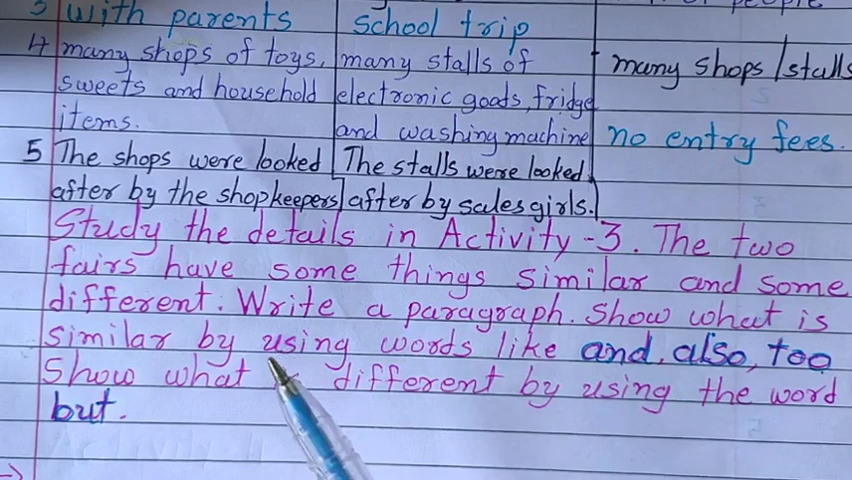 3 with parents school trip of people
4 many shops of toys, many stalls of many shops/stalls
sweets and household electronic goods, fridge
items. and washing machine no entry fees.
5 The shops were looked The stalls were looked
after by the shopkeepers after by salesgirls.
Study the details in Activity-3. The two
fairs have some things similar and some
different. Write a paragraph. Show what is
similar by using words like and, also, too
Show what different by using the word
but.